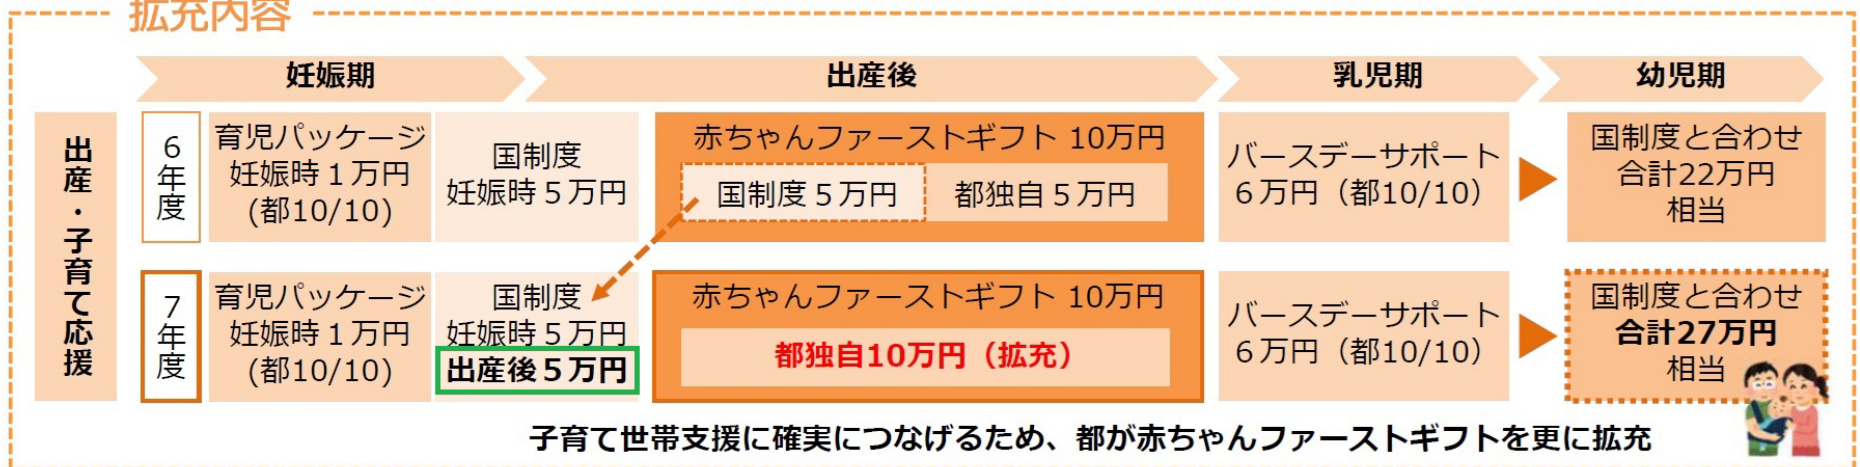 拡充内容
妊娠期
出産後
乳児期
幼児期
出産・子育て応援
6年度
育児パッケージ
妊娠時1万円
(都10/10)
国制度
妊娠時5万円
赤ちゃんファーストギフト 10万円
国制度5万円
都独自5万円
バースデーサポート
6万円（都10/10）
国制度と合わせ
合計22万円
相当
7年度
育児パッケージ
妊娠時1万円
(都10/10)
国制度
妊娠時5万円
出産後5万円
赤ちゃんファーストギフト 10万円
都独自10万円（拡充）
バースデーサポート
6万円（都10/10）
国制度と合わせ
合計27万円
相当
子育て世帯支援に確実につなげるため、都が赤ちゃんファーストギフトを更に拡充